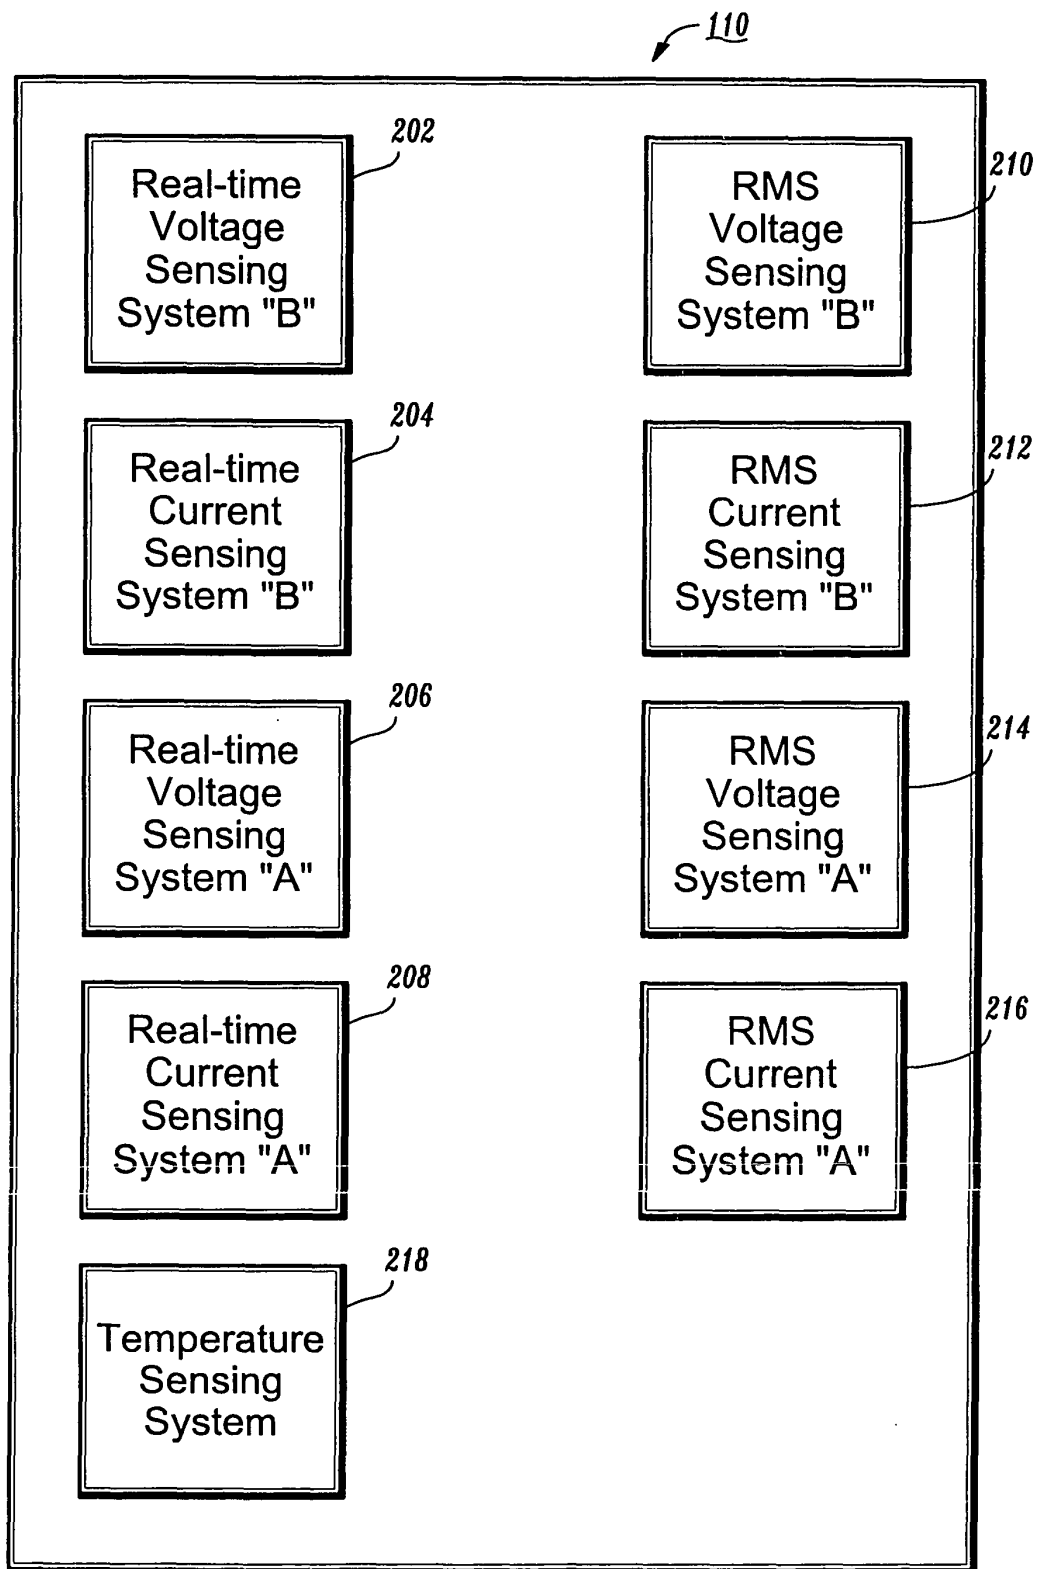 110
202
Real-time
Voltage
Sensing
System "B"
210
RMS
Voltage
Sensing
System "B"
204
Real-time
Current
Sensing
System "B"
212
RMS
Current
Sensing
System "B"
206
Real-time
Voltage
Sensing
System "A"
214
RMS
Voltage
Sensing
System "A"
208
Real-time
Current
Sensing
System "A"
216
RMS
Current
Sensing
System "A"
218
Temperature
Sensing
System